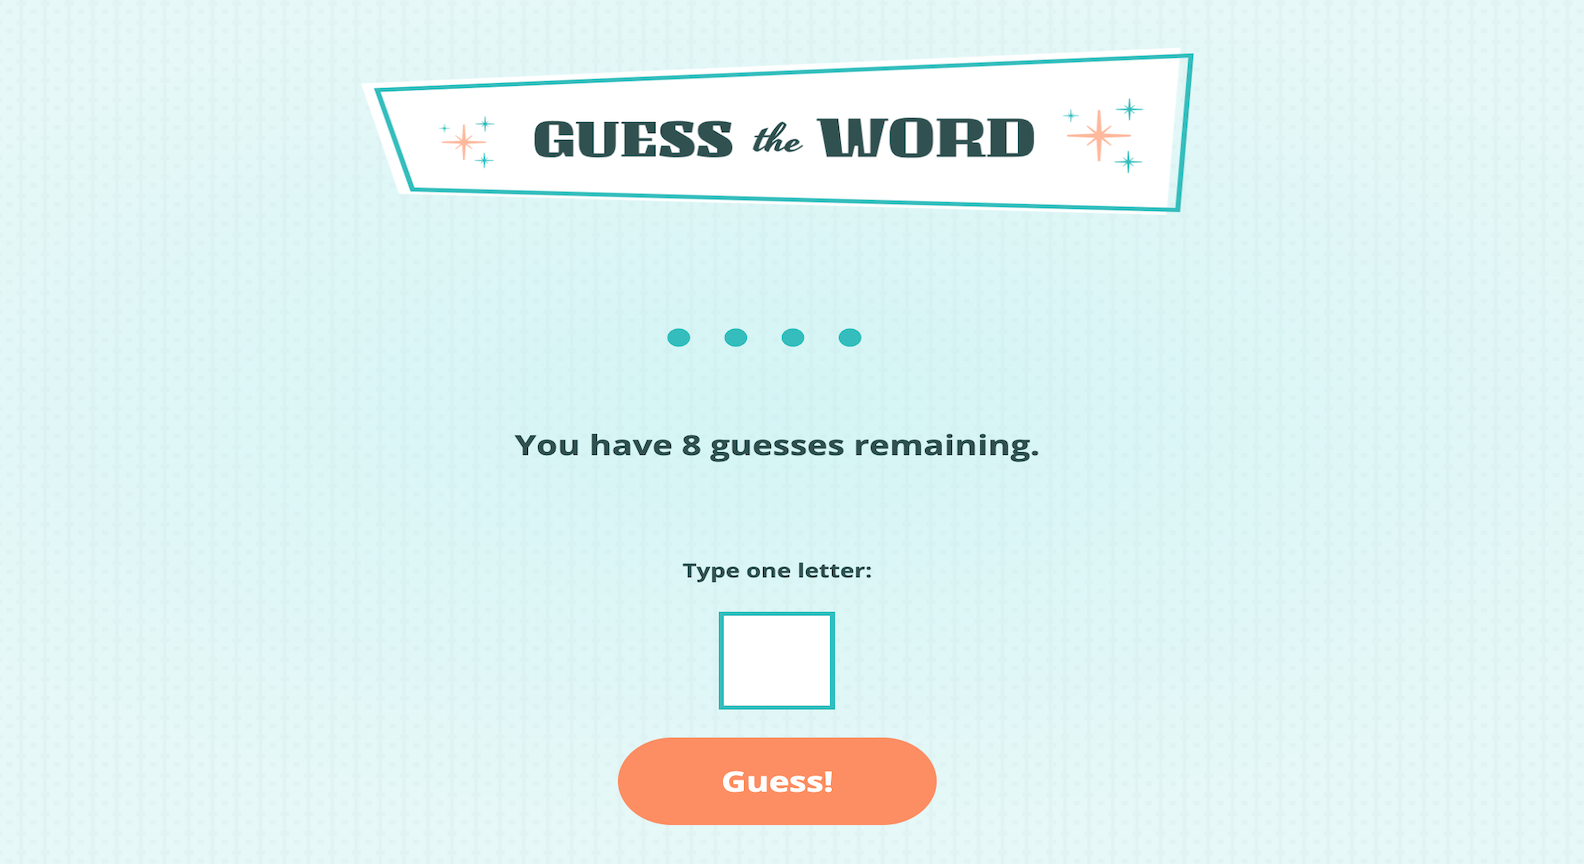 GUESS the WORD
● ● ● ●
You have 8 guesses remaining.
Type one letter:
Guess!